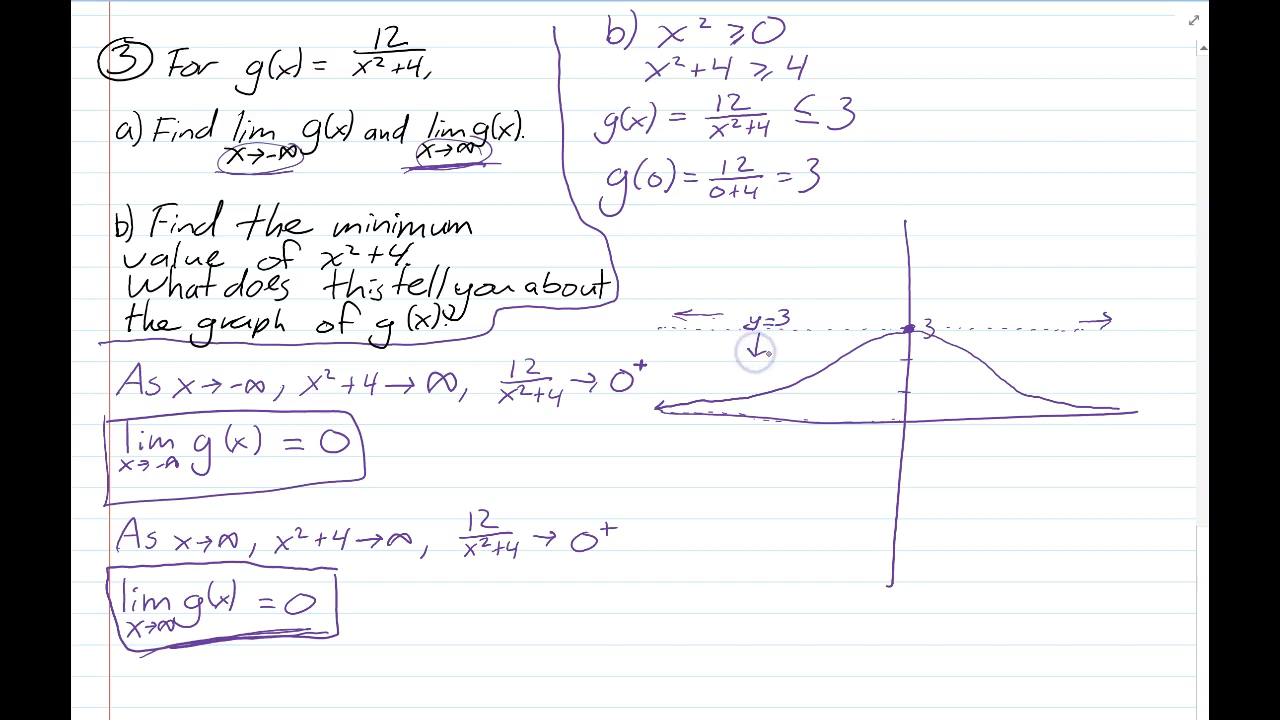 ③ For g(x) = 12/(x²+4),
a) Find lim x→-∞ g(x) and lim x→∞ g(x).
b) Find the minimum
value of x²+4.
What does this tell you about
the graph of g(x)?
As x→-∞, x²+4→∞, 12/(x²+4) → 0⁺
lim x→-∞ g(x) = 0
As x→∞, x²+4→∞, 12/(x²+4) → 0⁺
lim x→∞ g(x) = 0
b) x² ≥ 0
x²+4 ≥ 4
g(x) = 12/(x²+4) ≤ 3
g(0) = 12/(0+4) = 3
y=3
3